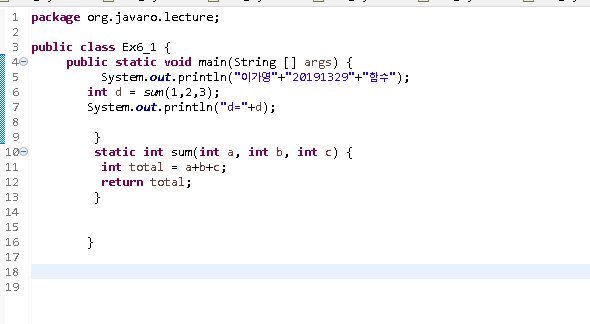 1 package org.javaro.lecture;
2
3 public class Ex6_1 {
4 public static void main(String [] args) {
5 System.out.println("이가영"+"20191329"+"함수");
6 int d = sum(1,2,3);
7 System.out.println("d="+d);
8
9 }
10 static int sum(int a, int b, int c) {
11 int total = a+b+c;
12 return total;
13 }
14
15
16 }
17
18
19